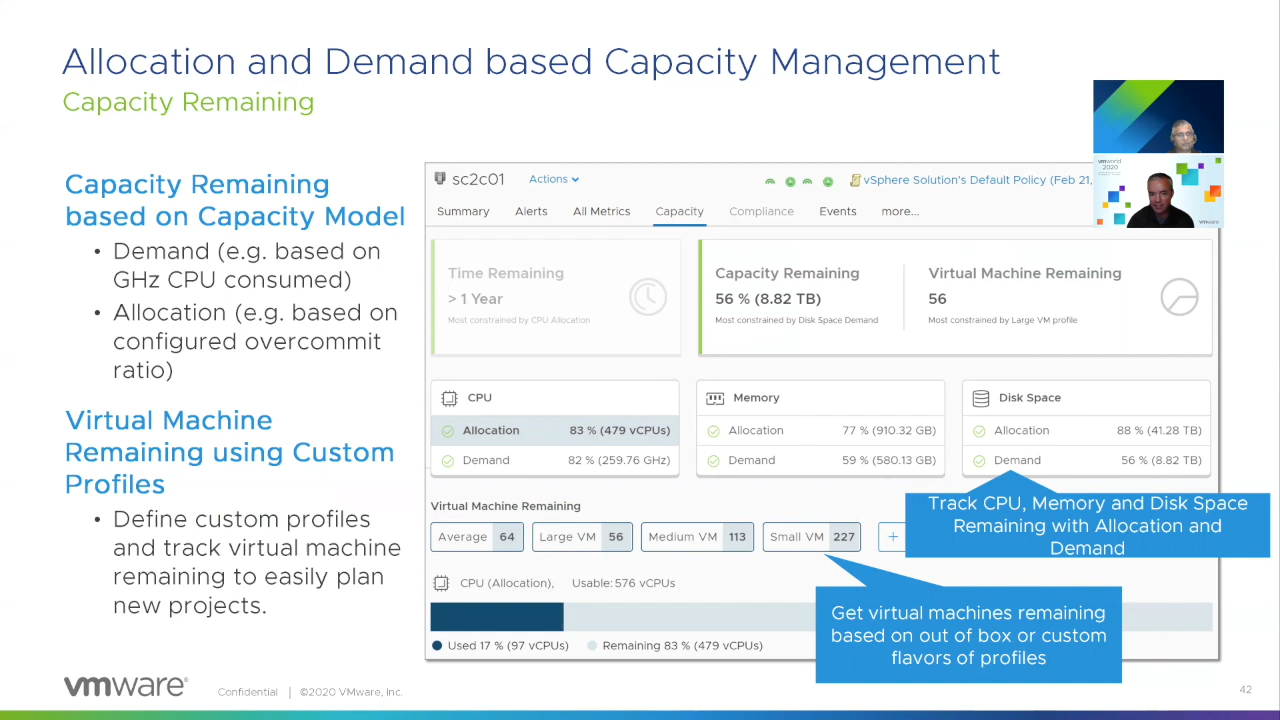 Allocation and Demand based Capacity Management
Capacity Remaining
Capacity Remaining
based on Capacity Model
• Demand (e.g. based on
GHz CPU consumed)
• Allocation (e.g. based on
configured overcommit
ratio)
Virtual Machine
Remaining using Custom
Profiles
• Define custom profiles
and track virtual machine
remaining to easily plan
new projects.
sc2c01 Actions
vSphere Solution's Default Policy (Feb 21,
Summary Alerts All Metrics Capacity Compliance Events more...
Time Remaining
> 1 Year
Most constrained by CPU Allocation
Capacity Remaining
56 % (8.82 TB)
Most constrained by Disk Space Demand
Virtual Machine Remaining
56
Most constrained by Large VM profile
CPU
Allocation 83 % (479 vCPUs)
Demand 82 % (259.76 GHz)
Memory
Allocation 77 % (910.32 GB)
Demand 59 % (580.13 GB)
Disk Space
Allocation 88 % (41.28 TB)
Demand 56 % (8.82 TB)
Virtual Machine Remaining
Average 64 Large VM 56 Medium VM 113 Small VM 227 +
CPU (Allocation), Usable: 576 vCPUs
Used 17 % (97 vCPUs) Remaining 83 % (479 vCPUs)
Track CPU, Memory and Disk Space
Remaining with Allocation and
Demand
Get virtual machines remaining
based on out of box or custom
flavors of profiles
vmworld
2020
vmware
vmware®
Confidential | ©2020 VMware, Inc.
42